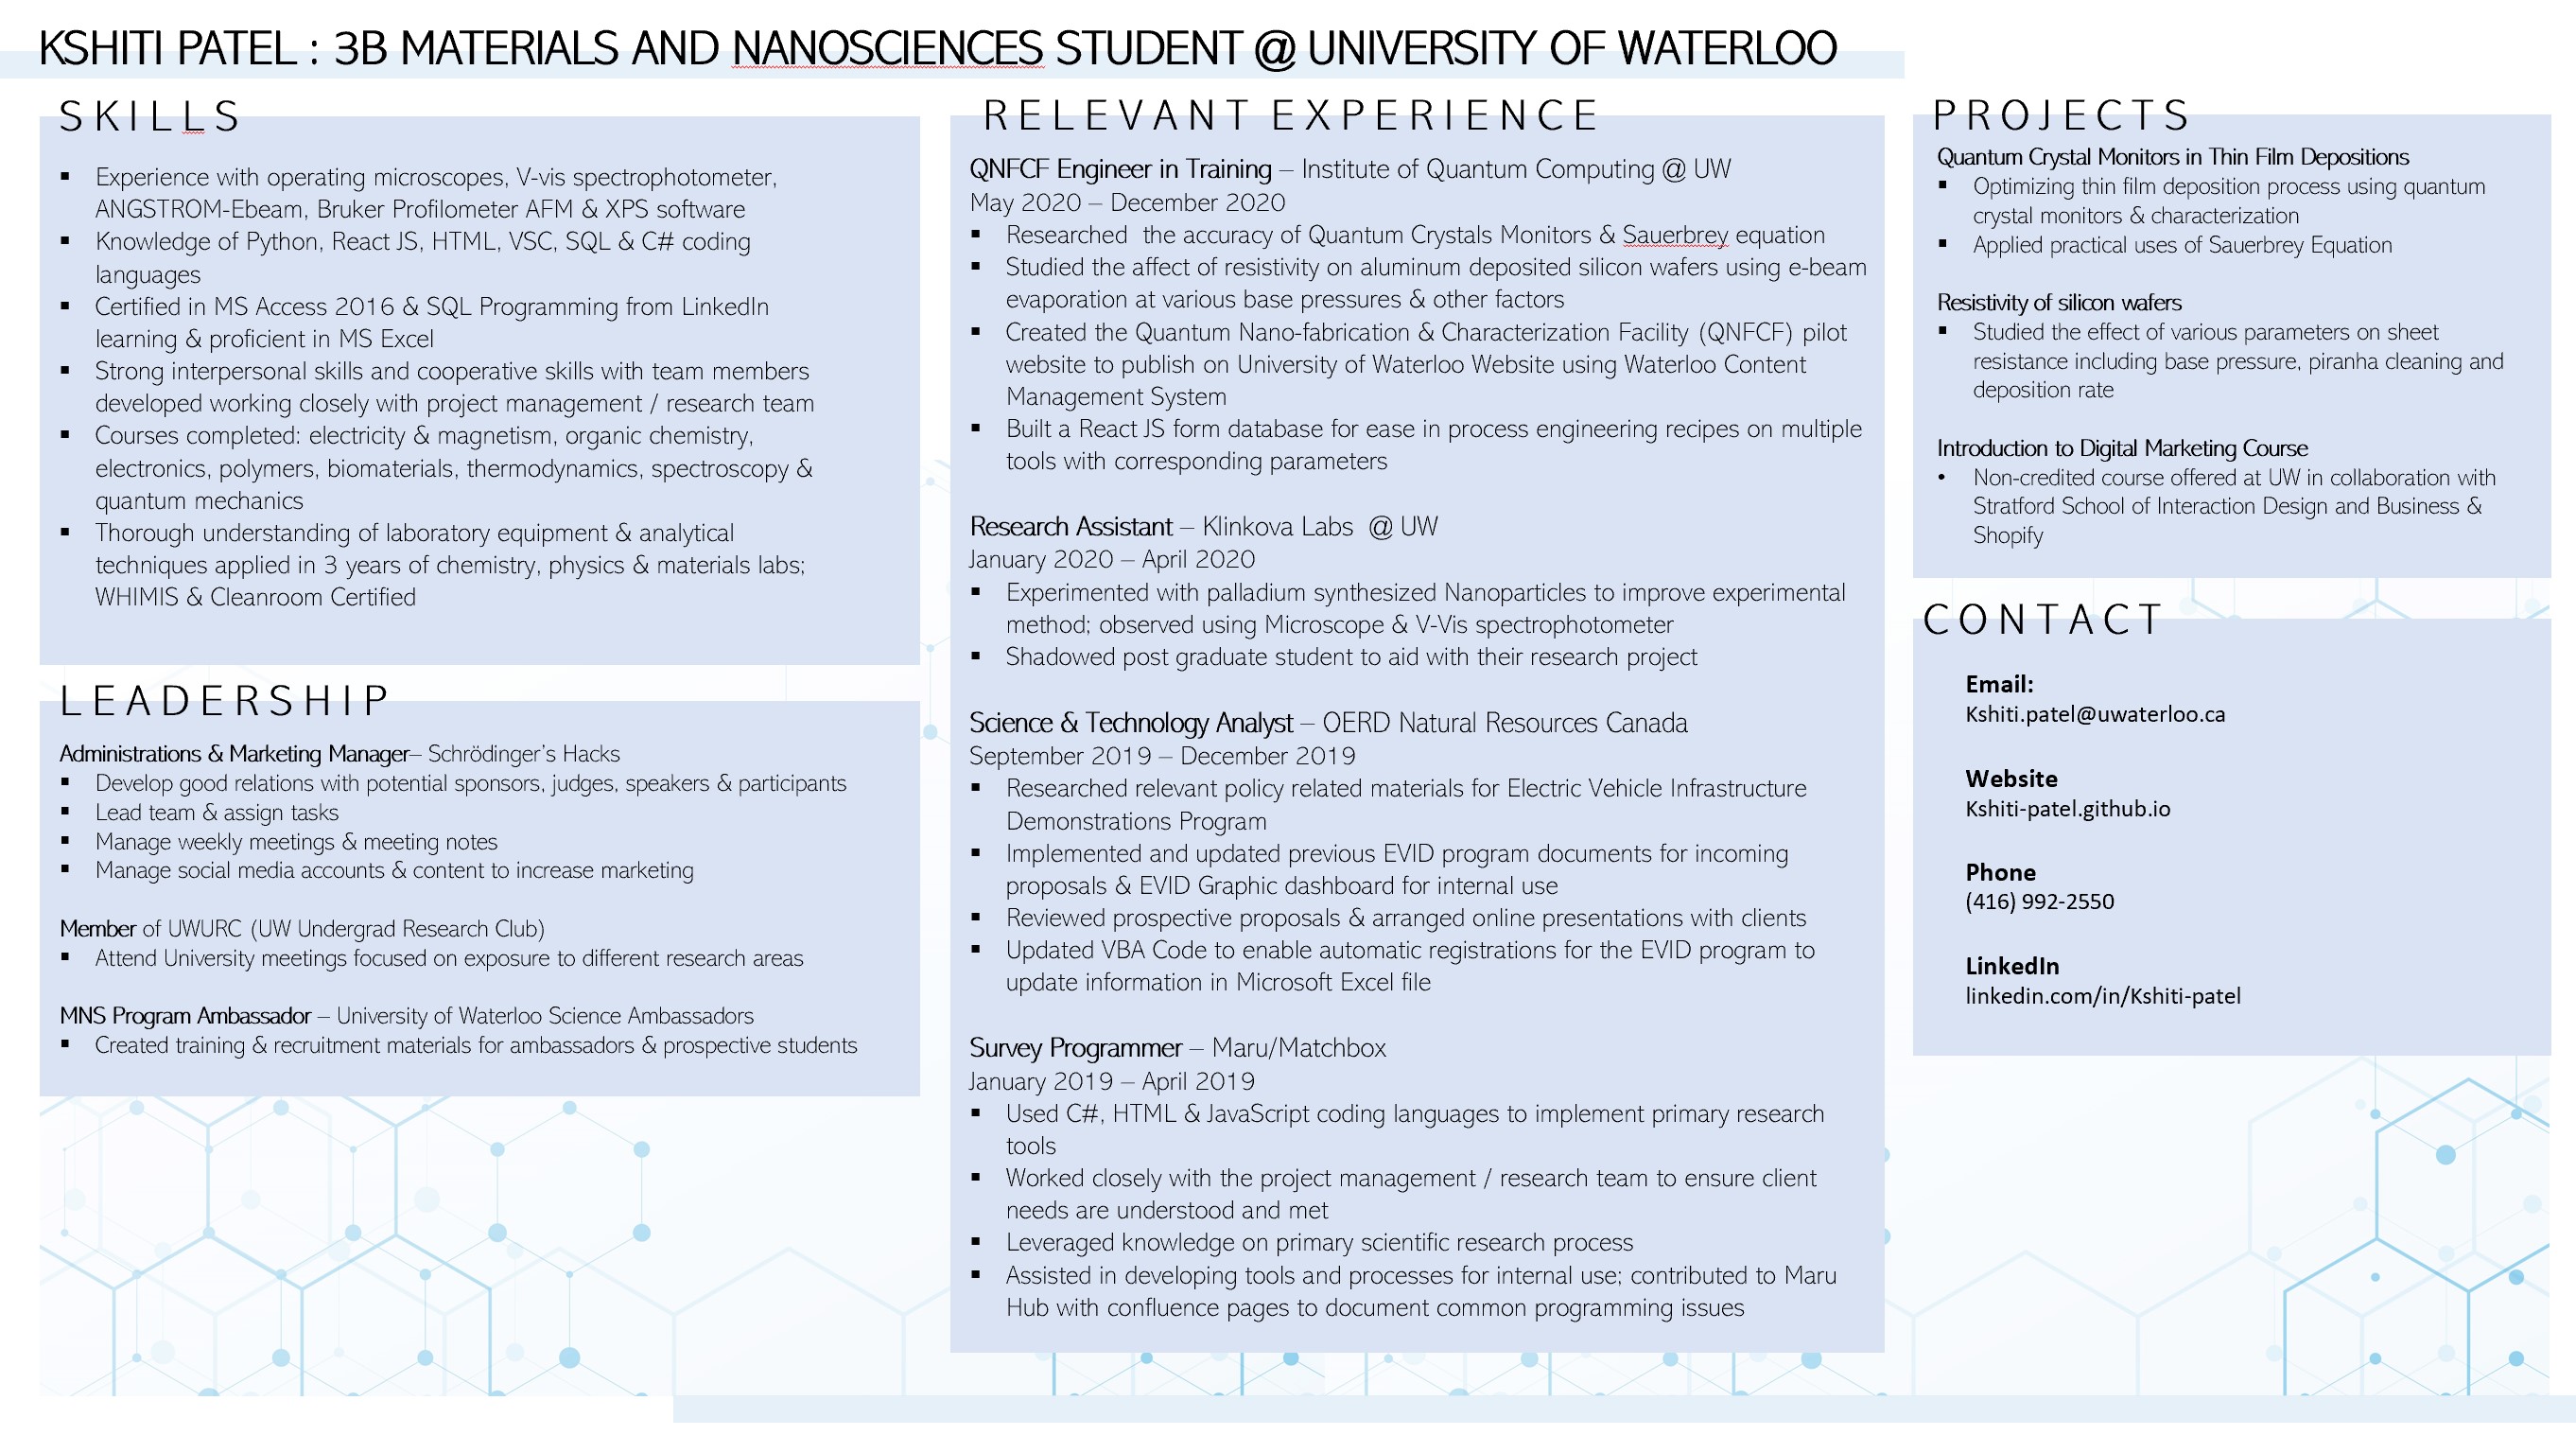 KSHITI PATEL : 3B MATERIALS AND NANOSCIENCES STUDENT @ UNIVERSITY OF WATERLOO
SKILLS
▪ Experience with operating microscopes, V-vis spectrophotometer,
ANGSTROM-Ebeam, Bruker Profilometer AFM & XPS software
▪ Knowledge of Python, React JS, HTML, VSC, SQL & C# coding
languages
▪ Certified in MS Access 2016 & SQL Programming from LinkedIn
learning & proficient in MS Excel
▪ Strong interpersonal skills and cooperative skills with team members
developed working closely with project management / research team
▪ Courses completed: electricity & magnetism, organic chemistry,
electronics, polymers, biomaterials, thermodynamics, spectroscopy &
quantum mechanics
▪ Thorough understanding of laboratory equipment & analytical
techniques applied in 3 years of chemistry, physics & materials labs;
WHIMIS & Cleanroom Certified
LEADERSHIP
Administrations & Marketing Manager– Schrödinger's Hacks
▪ Develop good relations with potential sponsors, judges, speakers & participants
▪ Lead team & assign tasks
▪ Manage weekly meetings & meeting notes
▪ Manage social media accounts & content to increase marketing
Member of UWURC (UW Undergrad Research Club)
▪ Attend University meetings focused on exposure to different research areas
MNS Program Ambassador – University of Waterloo Science Ambassadors
▪ Created training & recruitment materials for ambassadors & prospective students
RELEVANT EXPERIENCE
QNFCF Engineer in Training – Institute of Quantum Computing @ UW
May 2020 – December 2020
▪ Researched  the accuracy of Quantum Crystals Monitors & Sauerbrey equation
▪ Studied the affect of resistivity on aluminum deposited silicon wafers using e-beam
evaporation at various base pressures & other factors
▪ Created the Quantum Nano-fabrication & Characterization Facility (QNFCF) pilot
website to publish on University of Waterloo Website using Waterloo Content
Management System
▪ Built a React JS form database for ease in process engineering recipes on multiple
tools with corresponding parameters
Research Assistant – Klinkova Labs  @ UW
January 2020 – April 2020
▪ Experimented with palladium synthesized Nanoparticles to improve experimental
method; observed using Microscope & V-Vis spectrophotometer
▪ Shadowed post graduate student to aid with their research project
Science & Technology Analyst – OERD Natural Resources Canada
September 2019 – December 2019
▪ Researched relevant policy related materials for Electric Vehicle Infrastructure
Demonstrations Program
▪ Implemented and updated previous EVID program documents for incoming
proposals & EVID Graphic dashboard for internal use
▪ Reviewed prospective proposals & arranged online presentations with clients
▪ Updated VBA Code to enable automatic registrations for the EVID program to
update information in Microsoft Excel file
Survey Programmer – Maru/Matchbox
January 2019 – April 2019
▪ Used C#, HTML & JavaScript coding languages to implement primary research
tools
▪ Worked closely with the project management / research team to ensure client
needs are understood and met
▪ Leveraged knowledge on primary scientific research process
▪ Assisted in developing tools and processes for internal use; contributed to Maru
Hub with confluence pages to document common programming issues
PROJECTS
Quantum Crystal Monitors in Thin Film Depositions
▪ Optimizing thin film deposition process using quantum
crystal monitors & characterization
▪ Applied practical uses of Sauerbrey Equation
Resistivity of silicon wafers
▪ Studied the effect of various parameters on sheet
resistance including base pressure, piranha cleaning and
deposition rate
Introduction to Digital Marketing Course
• Non-credited course offered at UW in collaboration with
Stratford School of Interaction Design and Business &
Shopify
CONTACT
Email:
Kshiti.patel@uwaterloo.ca
Website
Kshiti-patel.github.io
Phone
(416) 992-2550
LinkedIn
linkedin.com/in/Kshiti-patel